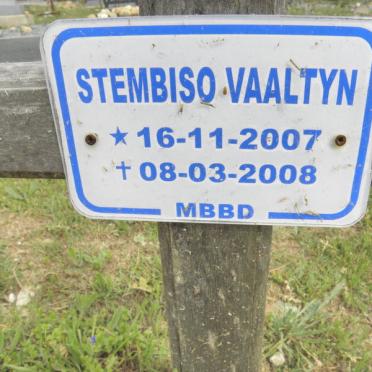 STEMBISO VAALTYN
★ 16-11-2007
✝ 08-03-2008
MBBD